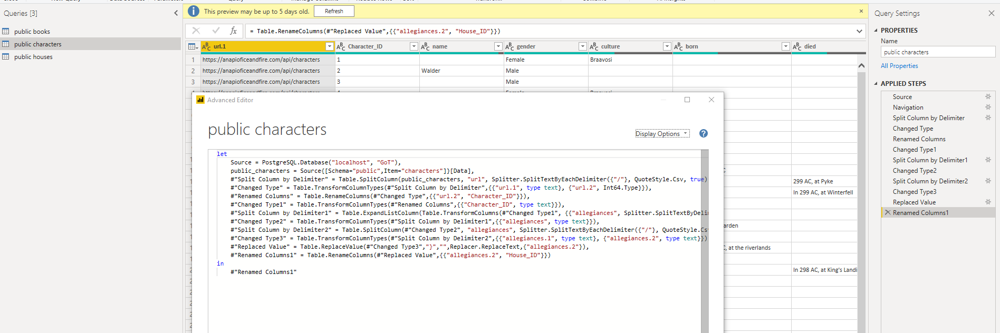 Queries [3]
public books
public characters
public houses
This preview may be up to 5 days old. Refresh
= Table.RenameColumns(#"Replaced Value",{{"allegiances.2", "House_ID"}})
url.1 Character_ID name gender culture born died
1 https://anapioficeandfire.com/api/characters 1 Female Braavosi
2 https://anapioficeandfire.com/api/characters 2 Walder Male
3 https://anapioficeandfire.com/api/characters 3 Male
299 AC, at Pyke
In 299 AC, at Winterfell
arden
, at the riverlands
In 298 AC, at King's Landi
Advanced Editor
public characters
Display Options
let
Source = PostgreSQL.Database("localhost", "GoT"),
public_characters = Source{[Schema="public",Item="characters"]}[Data],
#"Split Column by Delimiter" = Table.SplitColumn(public_characters, "url", Splitter.SplitTextByEachDelimiter({"/"}, QuoteStyle.Csv, true)
#"Changed Type" = Table.TransformColumnTypes(#"Split Column by Delimiter",{{"url.1", type text}, {"url.2", Int64.Type}}),
#"Renamed Columns" = Table.RenameColumns(#"Changed Type",{{"url.2", "Character_ID"}}),
#"Changed Type1" = Table.TransformColumnTypes(#"Renamed Columns",{{"Character_ID", type text}}),
#"Split Column by Delimiter1" = Table.ExpandListColumn(Table.TransformColumns(#"Changed Type1", {{"allegiances", Splitter.SplitTextByDelin
#"Changed Type2" = Table.TransformColumnTypes(#"Split Column by Delimiter1",{{"allegiances", type text}}),
#"Split Column by Delimiter2" = Table.SplitColumn(#"Changed Type2", "allegiances", Splitter.SplitTextByEachDelimiter({"/"}, QuoteStyle.Cs
#"Changed Type3" = Table.TransformColumnTypes(#"Split Column by Delimiter2",{{"allegiances.1", type text}, {"allegiances.2", type text}})
#"Replaced Value" = Table.ReplaceValue(#"Changed Type3","}","",Replacer.ReplaceText,{"allegiances.2"}),
#"Renamed Columns1" = Table.RenameColumns(#"Replaced Value",{{"allegiances.2", "House_ID"}})
in
#"Renamed Columns1"
Query Settings
PROPERTIES
Name
public characters
All Properties
APPLIED STEPS
Source
Navigation
Split Column by Delimiter
Changed Type
Renamed Columns
Changed Type1
Split Column by Delimiter1
Changed Type2
Split Column by Delimiter2
Changed Type3
Replaced Value
Renamed Columns1